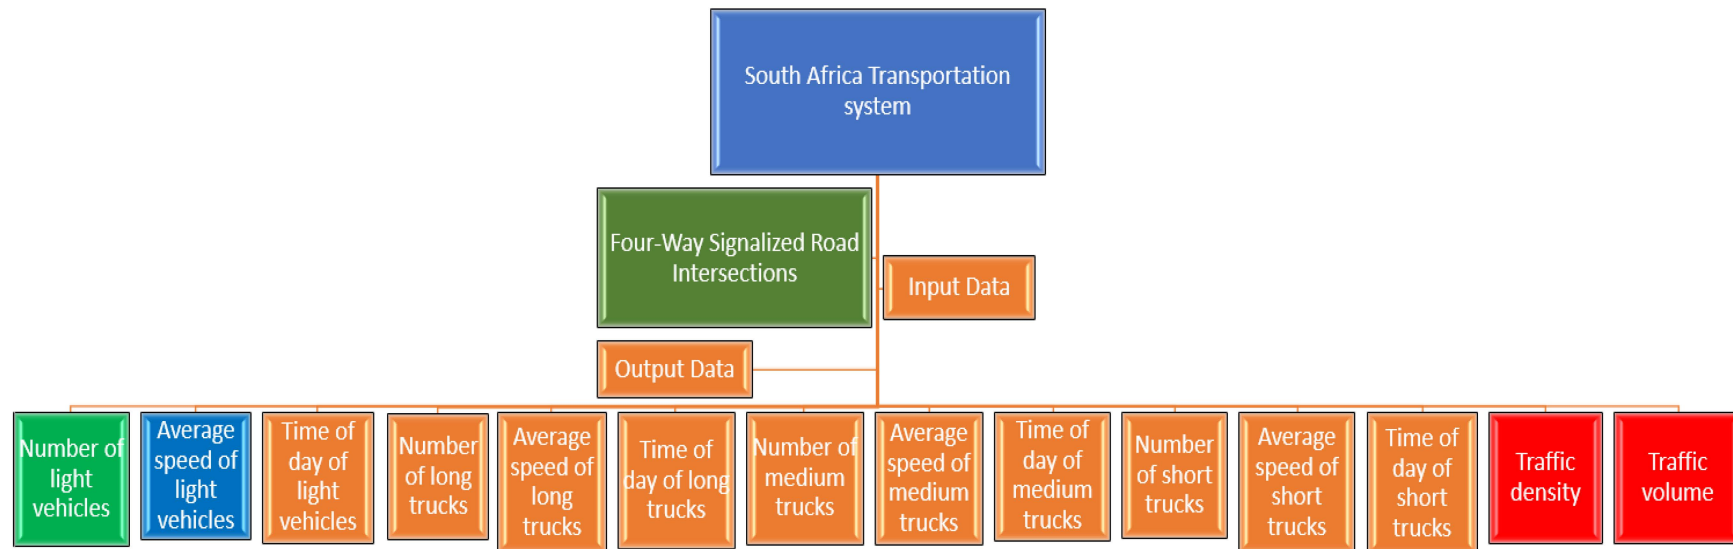 South Africa Transportation
system
Four-Way Signalized Road
Intersections
Input Data
Output Data
Number of
light
vehicles
Average
speed of
light
vehicles
Time of
day of
light
vehicles
Number
of long
trucks
Average
speed of
long
trucks
Time of
day of long
trucks
Number of
medium
trucks
Average
speed of
medium
trucks
Time of
day of
medium
trucks
Number
of short
trucks
Average
speed of
short
trucks
Time of
day of
short
trucks
Traffic
density
Traffic
volume